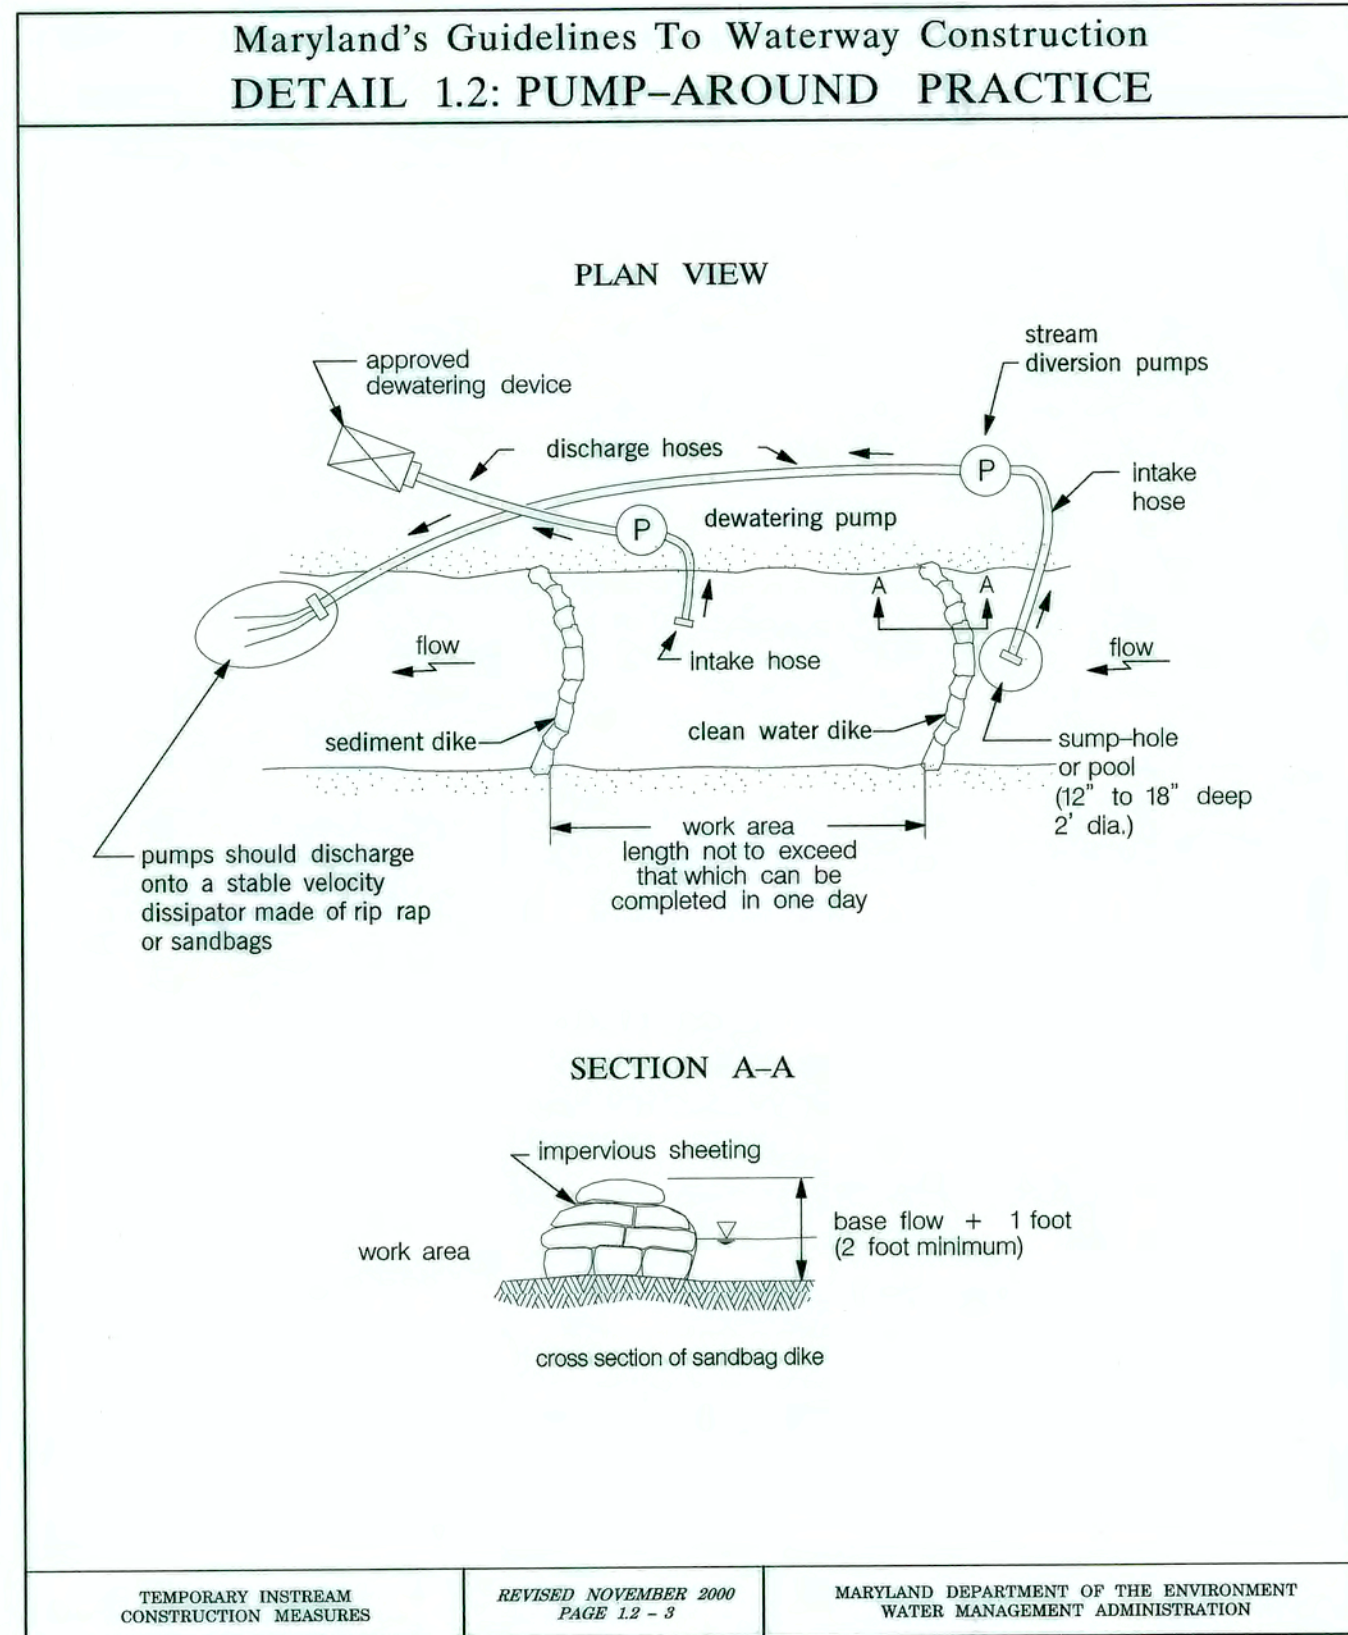 Maryland's Guidelines To Waterway Construction
DETAIL 1.2: PUMP–AROUND PRACTICE
PLAN VIEW
stream
diversion pumps
approved
dewatering device
discharge hoses
P
intake
hose
P
dewatering pump
A
A
flow
intake hose
flow
sediment dike
clean water dike
sump–hole
or pool
(12" to 18" deep
2' dia.)
work area
length not to exceed
that which can be
completed in one day
pumps should discharge
onto a stable velocity
dissipator made of rip rap
or sandbags
SECTION A–A
impervious sheeting
base flow + 1 foot
(2 foot minimum)
work area
cross section of sandbag dike
TEMPORARY INSTREAM
CONSTRUCTION MEASURES
REVISED NOVEMBER 2000
PAGE 1.2 - 3
MARYLAND DEPARTMENT OF THE ENVIRONMENT
WATER MANAGEMENT ADMINISTRATION